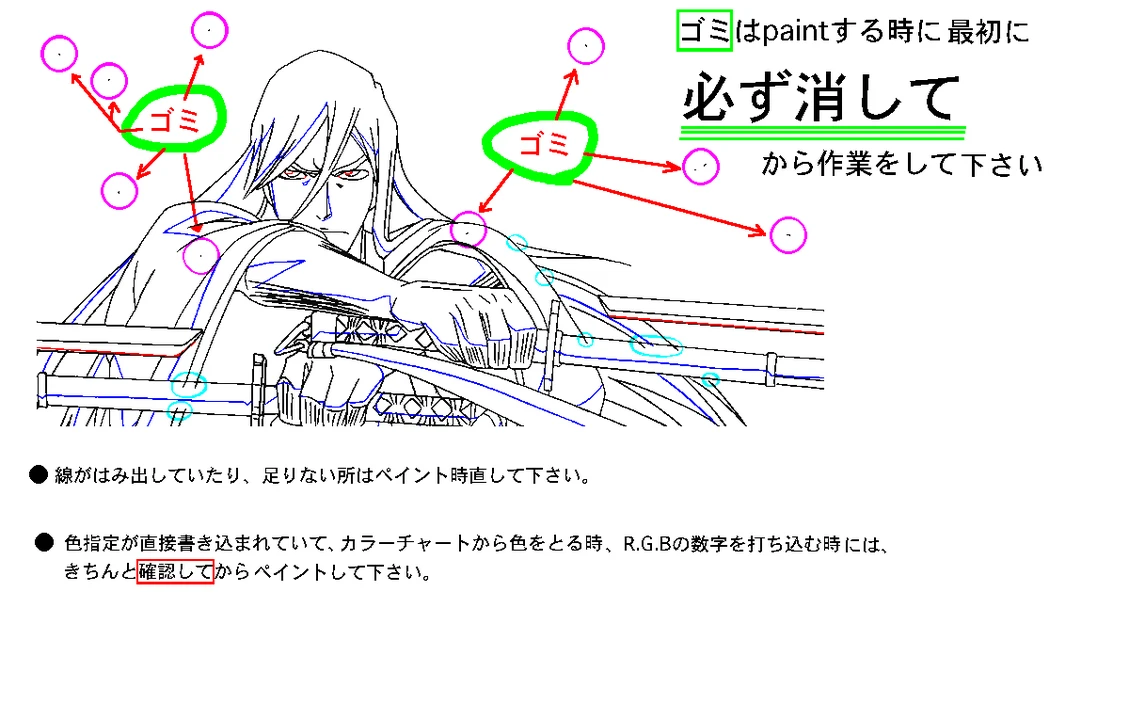 ゴミはpaintする時に最初に
必ず消して
から作業をして下さい
ゴミ
ゴミ
●線がはみ出していたり、足りない所はペイント時直して下さい。
●色指定が直接書き込まれていて、カラーチャートから色をとる時、R.G.Bの数字を打ち込む時には、
きちんと確認してからペイントして下さい。